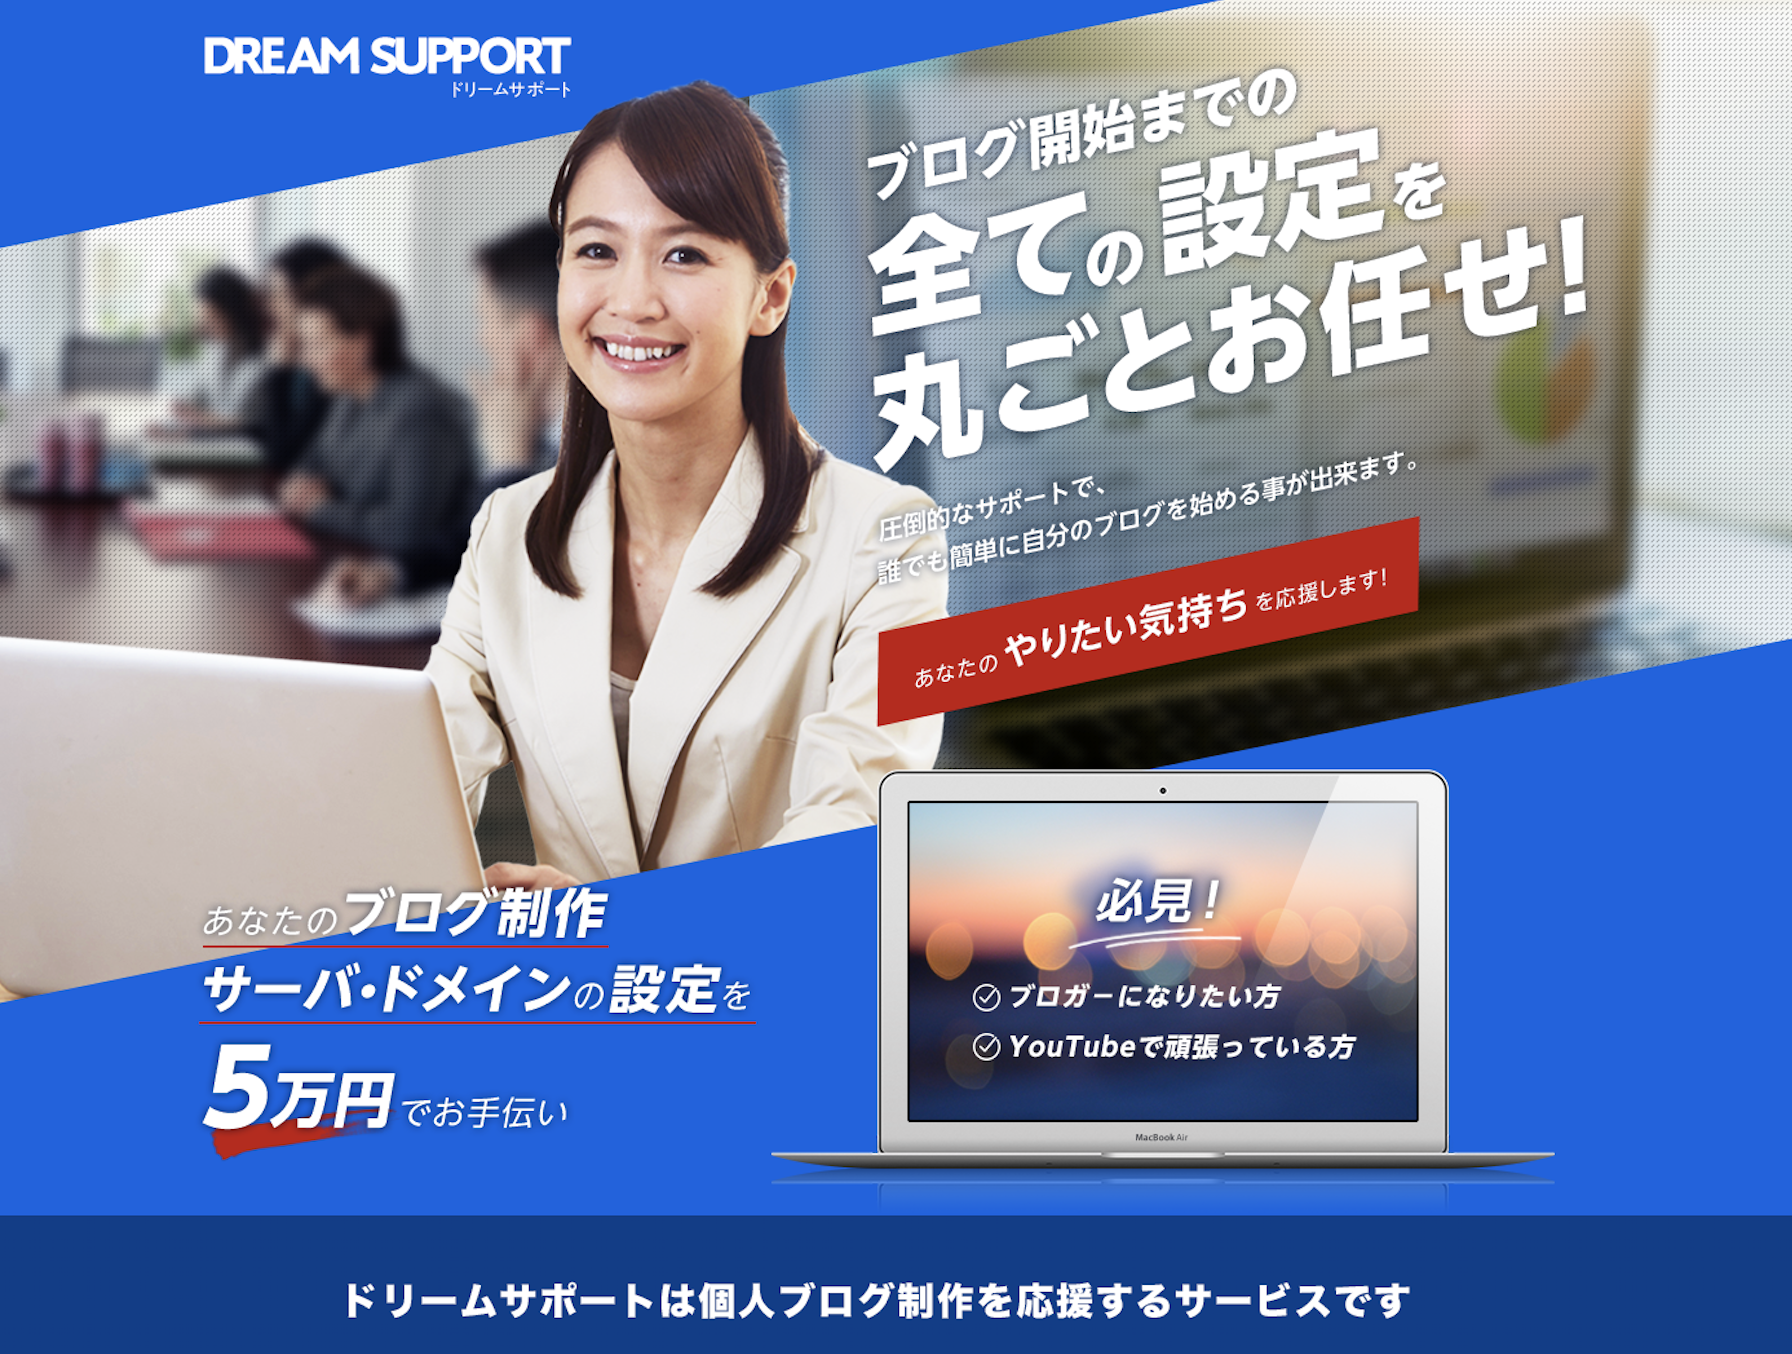 DREAM SUPPORT
ドリームサポート
ブログ開始までの
全ての設定を
丸ごとお任せ!
圧倒的なサポートで、
誰でも簡単に自分のブログを始める事が出来ます。
あなたの やりたい気持ち を応援します!
あなたのブログ制作
サーバ・ドメインの設定を
5万円でお手伝い
必見!
ブロガーになりたい方
YouTubeで頑張っている方
MacBook Air
ドリームサポートは個人ブログ制作を応援するサービスです